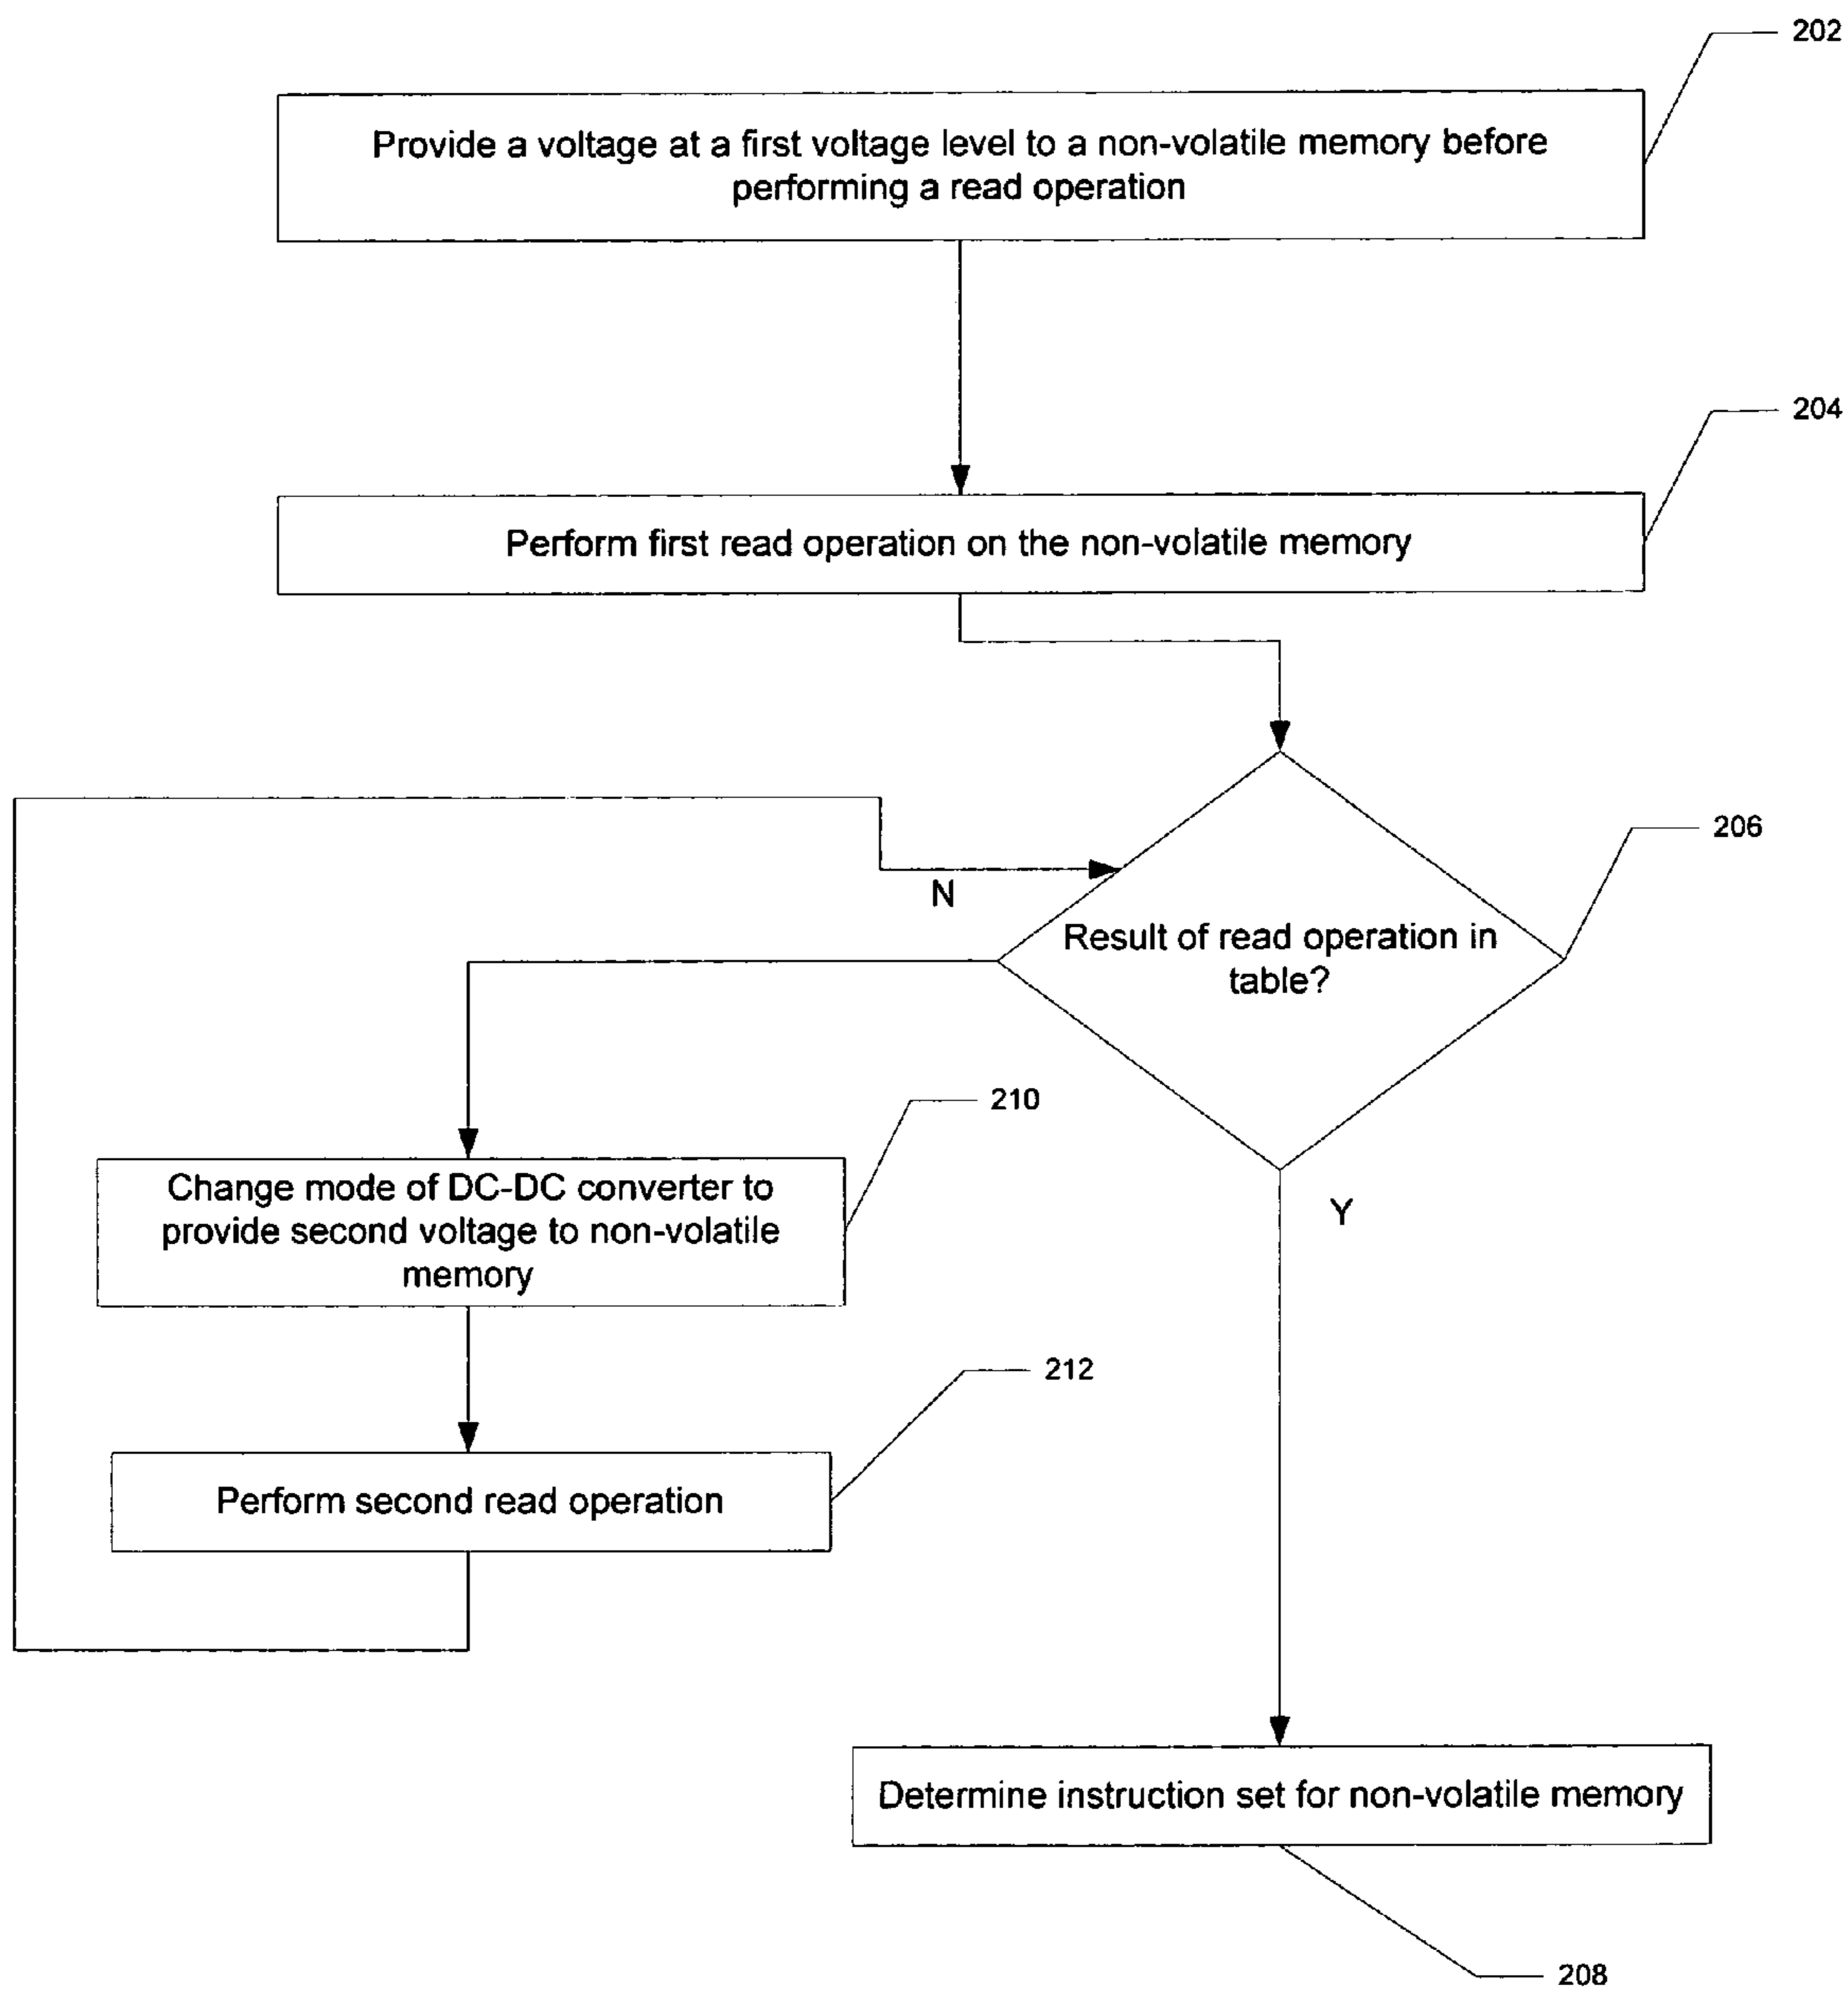 202
Provide a voltage at a first voltage level to a non-volatile memory before
performing a read operation
204
Perform first read operation on the non-volatile memory
206
N
Result of read operation in
table?
210
Change mode of DC-DC converter to
provide second voltage to non-volatile
memory
Y
212
Perform second read operation
Determine instruction set for non-volatile memory
208